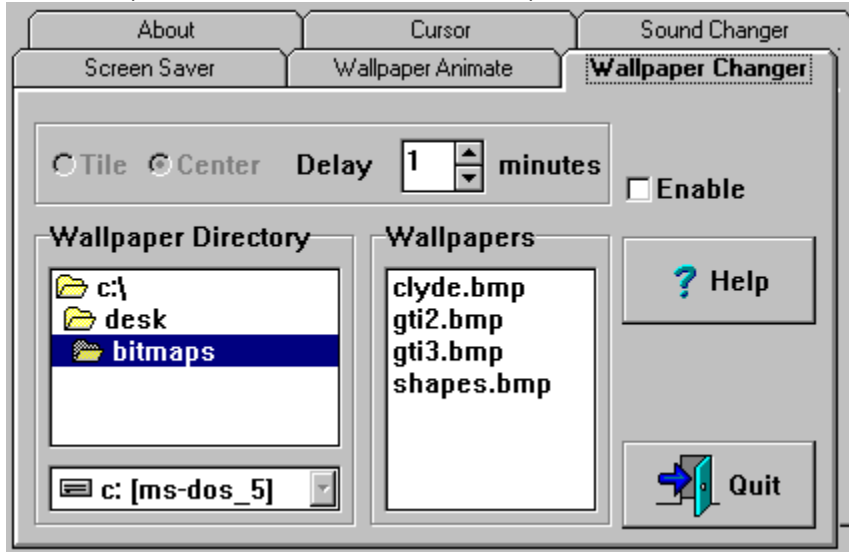 About Cursor Sound Changer
Screen Saver Wallpaper Animate Wallpaper Changer
Tile Center Delay 1 minutes
Enable
Wallpaper Directory
c:\
desk
bitmaps
c: [ms-dos_5]
Wallpapers
clyde.bmp
gti2.bmp
gti3.bmp
shapes.bmp
? Help
Quit